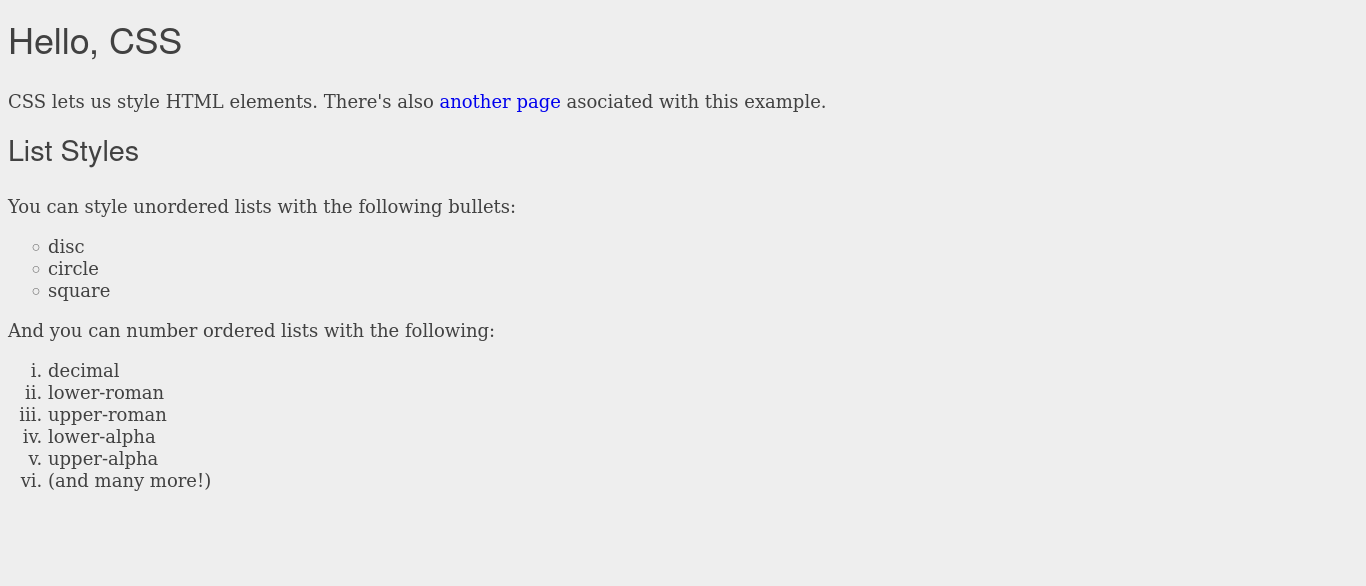 Hello, CSS
CSS lets us style HTML elements. There's also another page asociated with this example.
List Styles
You can style unordered lists with the following bullets:
◦ disc
◦ circle
◦ square
And you can number ordered lists with the following:
i. decimal
ii. lower-roman
iii. upper-roman
iv. lower-alpha
v. upper-alpha
vi. (and many more!)